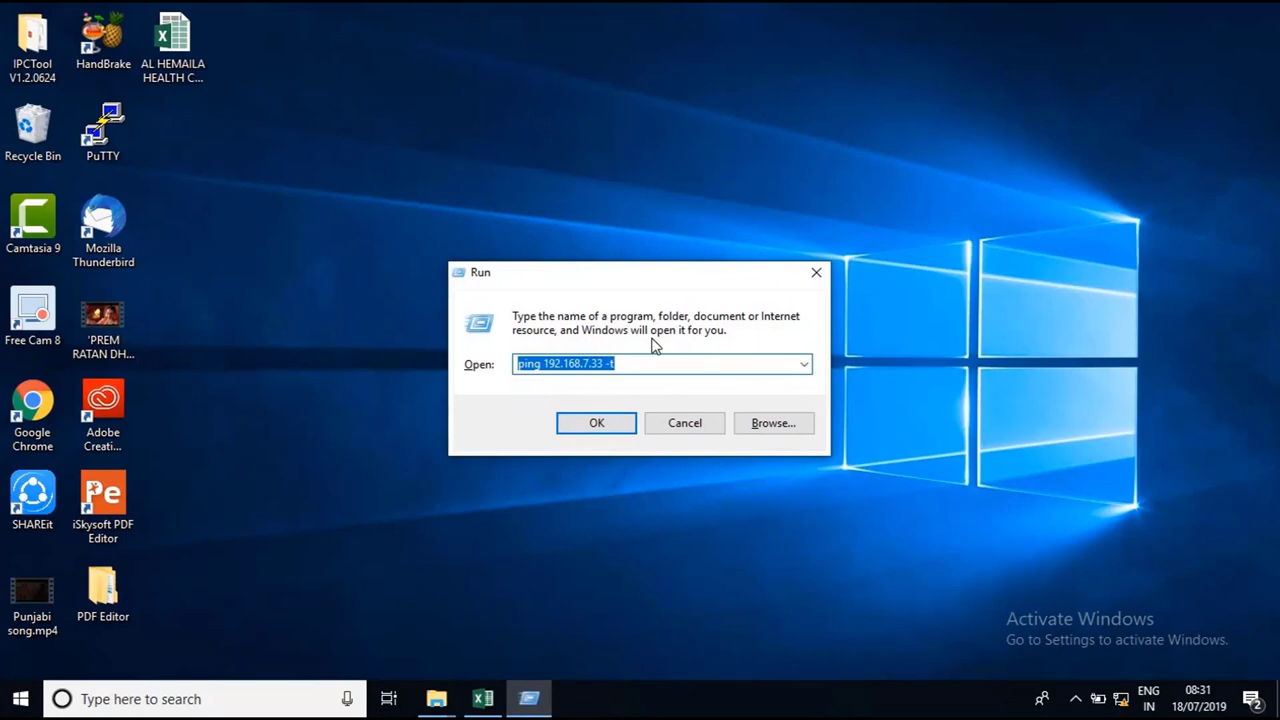 IPCTool
V1.2.0624
HandBrake
AL HEMAILA
HEALTH C...
Recycle Bin
PuTTY
Camtasia 9
Mozilla
Thunderbird
Free Cam 8
'PREM
RATAN DH...
Google
Chrome
Adobe
Creati...
SHAREit
Pe
iSkysoft PDF
Editor
Punjabi
song.mp4
PDF Editor
Run
Type the name of a program, folder, document or Internet
resource, and Windows will open it for you.
Open:
ping 192.168.7.33 -t
OK
Cancel
Browse...
Activate Windows
Go to Settings to activate Windows.
Type here to search
ENG
IN
08:31
18/07/2019
2